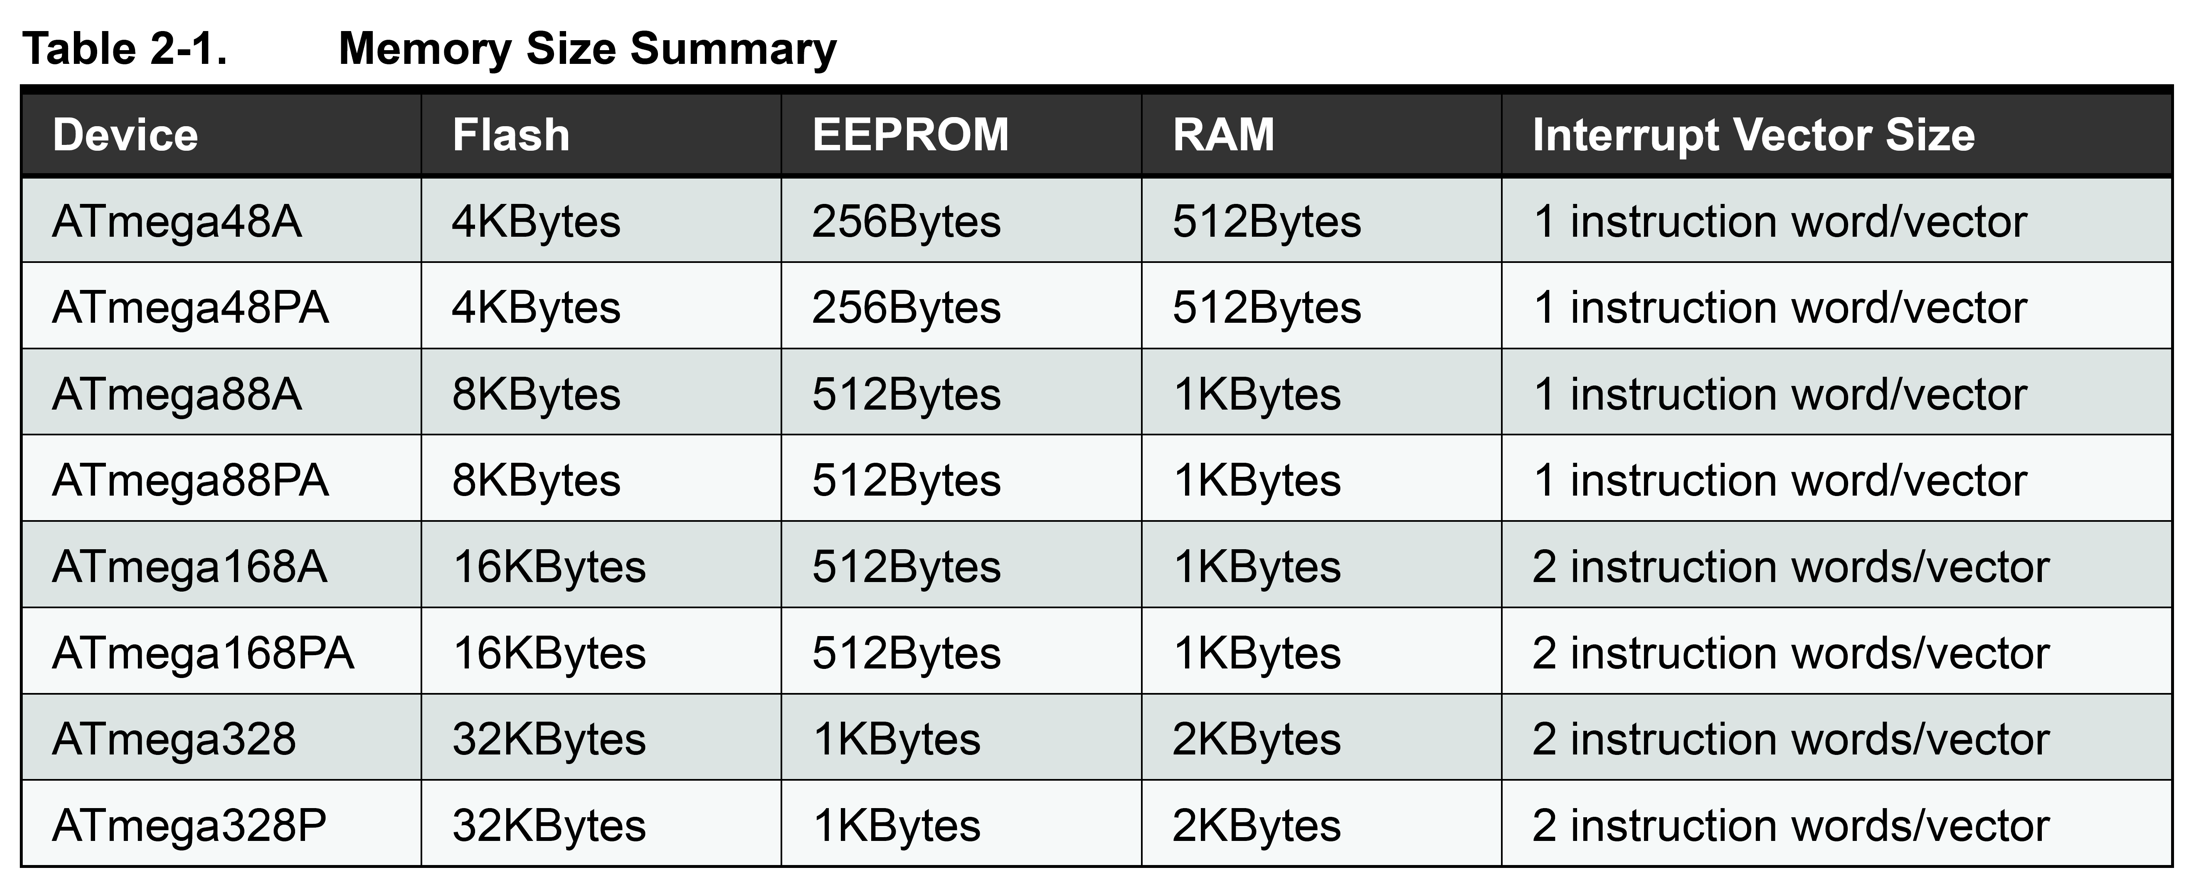 Table 2-1. Memory Size Summary
Device Flash EEPROM RAM Interrupt Vector Size
ATmega48A 4KBytes 256Bytes 512Bytes 1 instruction word/vector
ATmega48PA 4KBytes 256Bytes 512Bytes 1 instruction word/vector
ATmega88A 8KBytes 512Bytes 1KBytes 1 instruction word/vector
ATmega88PA 8KBytes 512Bytes 1KBytes 1 instruction word/vector
ATmega168A 16KBytes 512Bytes 1KBytes 2 instruction words/vector
ATmega168PA 16KBytes 512Bytes 1KBytes 2 instruction words/vector
ATmega328 32KBytes 1KBytes 2KBytes 2 instruction words/vector
ATmega328P 32KBytes 1KBytes 2KBytes 2 instruction words/vector